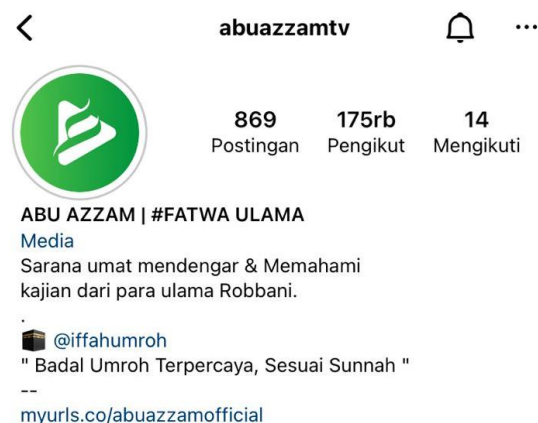 abuazzamtv
869 175rb 14
Postingan Pengikut Mengikuti
ABU AZZAM | #FATWA ULAMA
Media
Sarana umat mendengar & Memahami
kajian dari para ulama Robbani.
.
🕋 @iffahumroh
" Badal Umroh Terpercaya, Sesuai Sunnah "
--
myurls.co/abuazzamofficial